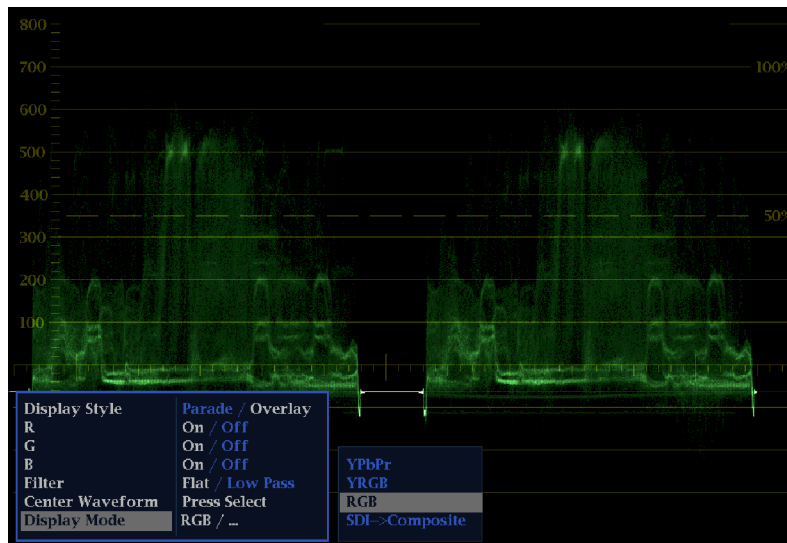 800
700
100%
600
500
400
50%
300
200
100
Display Style Parade / Overlay
R On / Off
G On / Off
B On / Off
Filter Flat / Low Pass
Center Waveform Press Select
Display Mode RGB / ...
YPbPr
YRGB
RGB
SDI-->Composite